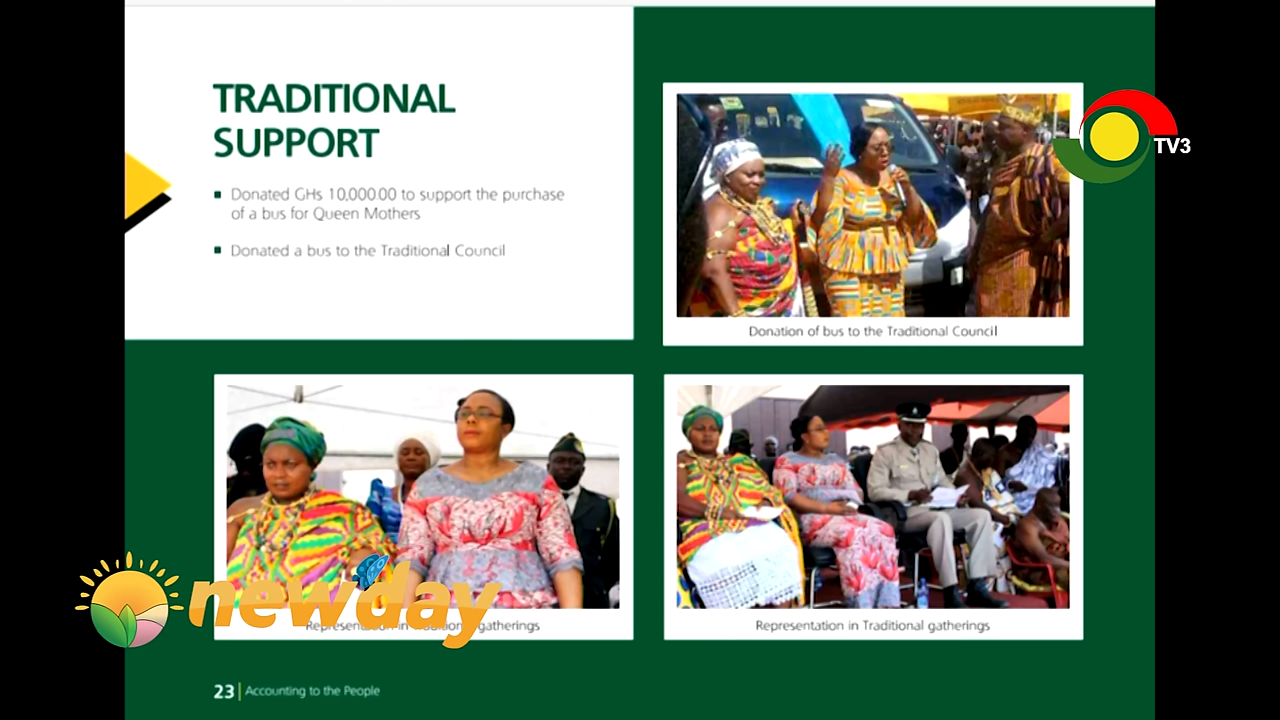 TRADITIONAL
SUPPORT
Donated GHs 10,000.00 to support the purchase
of a bus for Queen Mothers
Donated a bus to the Traditional Council
TV3
Donation of bus to the Traditional Council
newday
Representation in Traditional gatherings
Representation in Traditional gatherings
23 | Accounting to the People